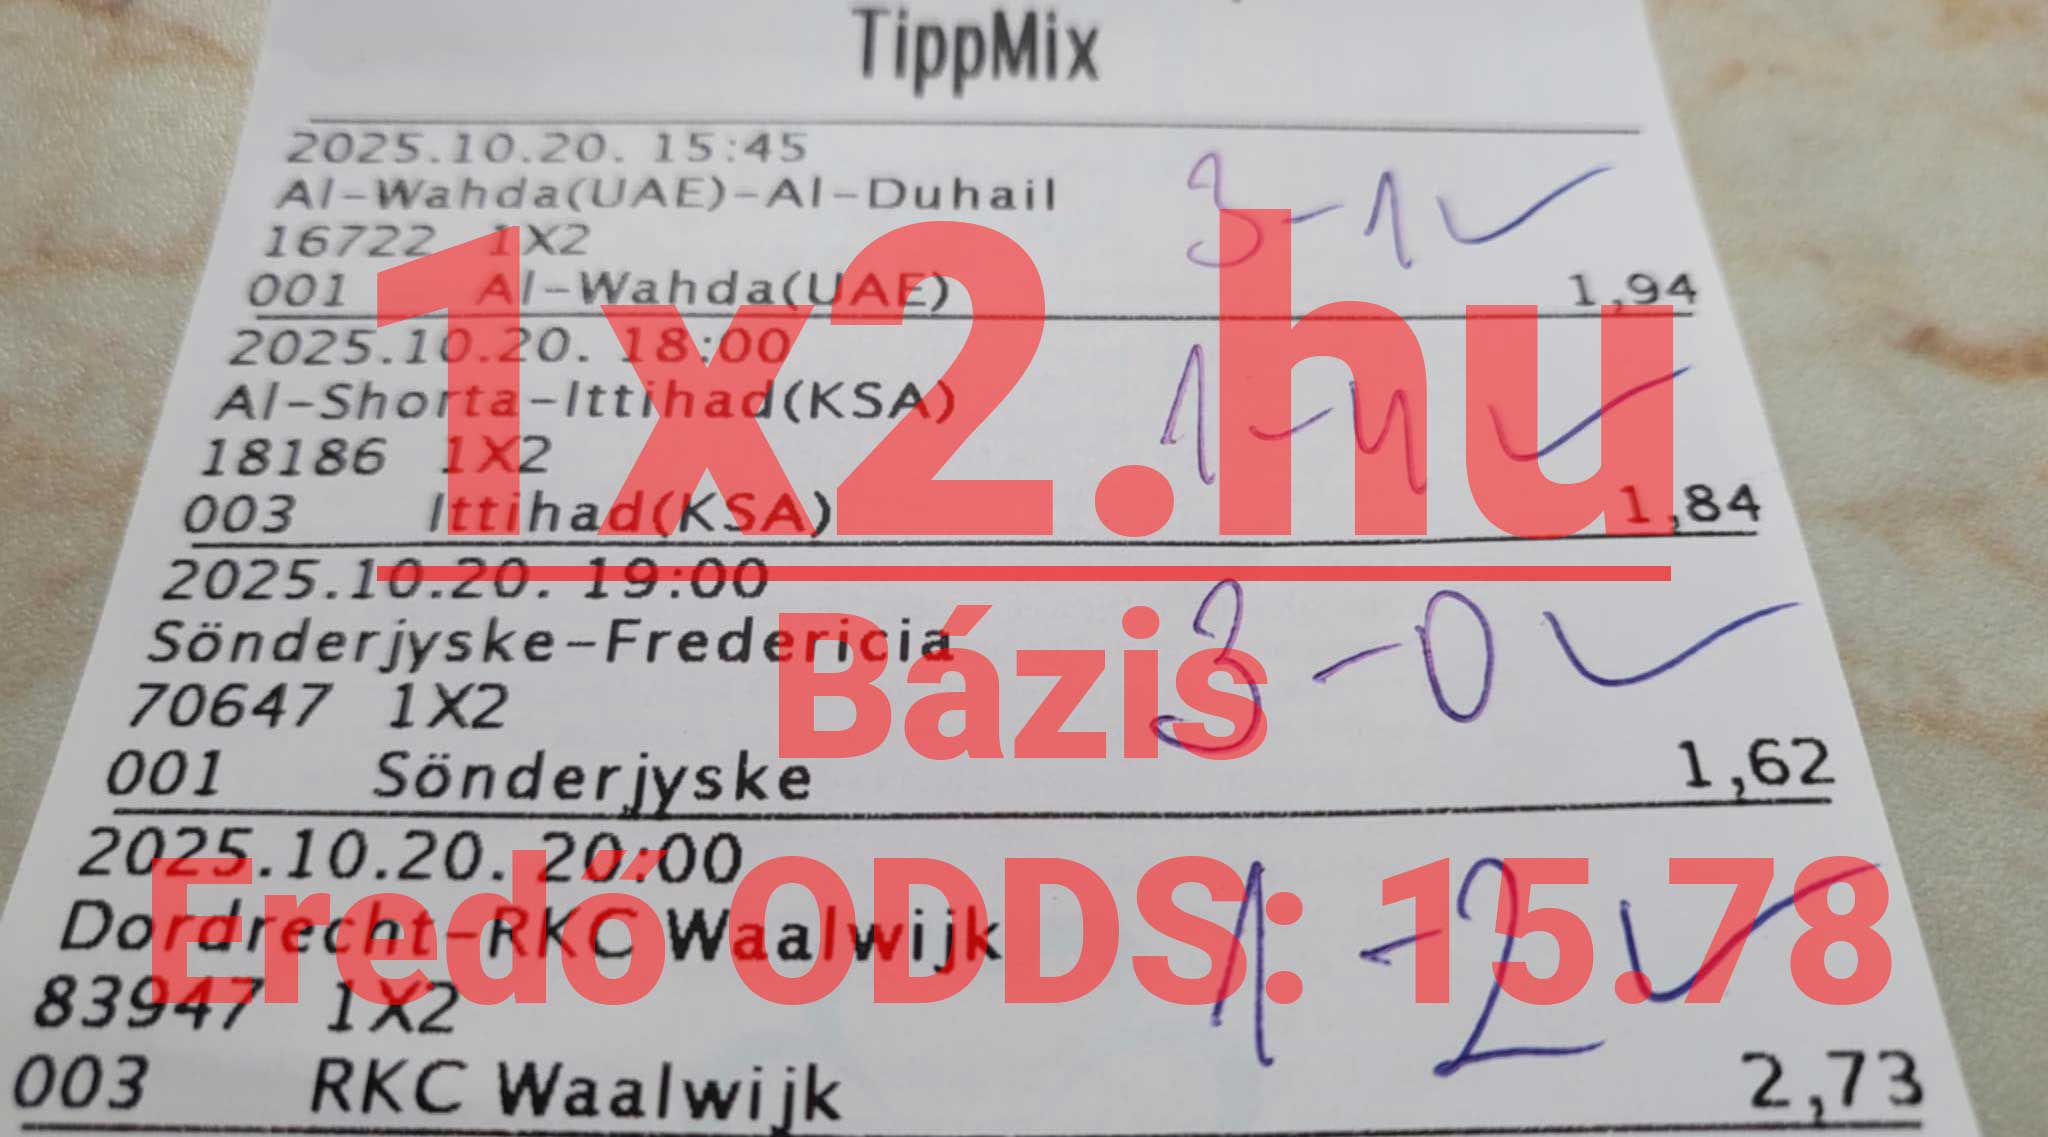 TippMix
2025.10.20. 15:45
Al-Wahda(UAE)-Al-Duhail
3-1
16722 1X2
001 Al-Wahda(UAE) 1,94
2025.10.20. 18:00
Al-Shorta-Ittihad(KSA)
1-4
18186 1X2
003 Ittihad(KSA) 1,84
2025.10.20. 19:00
Sönderjyske-Fredericia
3-0
70647 1X2
001 Sönderjyske 1,62
2025.10.20. 20:00
Dordrecht-RKC Waalwijk
1-2
83947 1X2
003 RKC Waalwijk 2,73
1x2.hu
Bázis
Eredő ODDS: 15.78